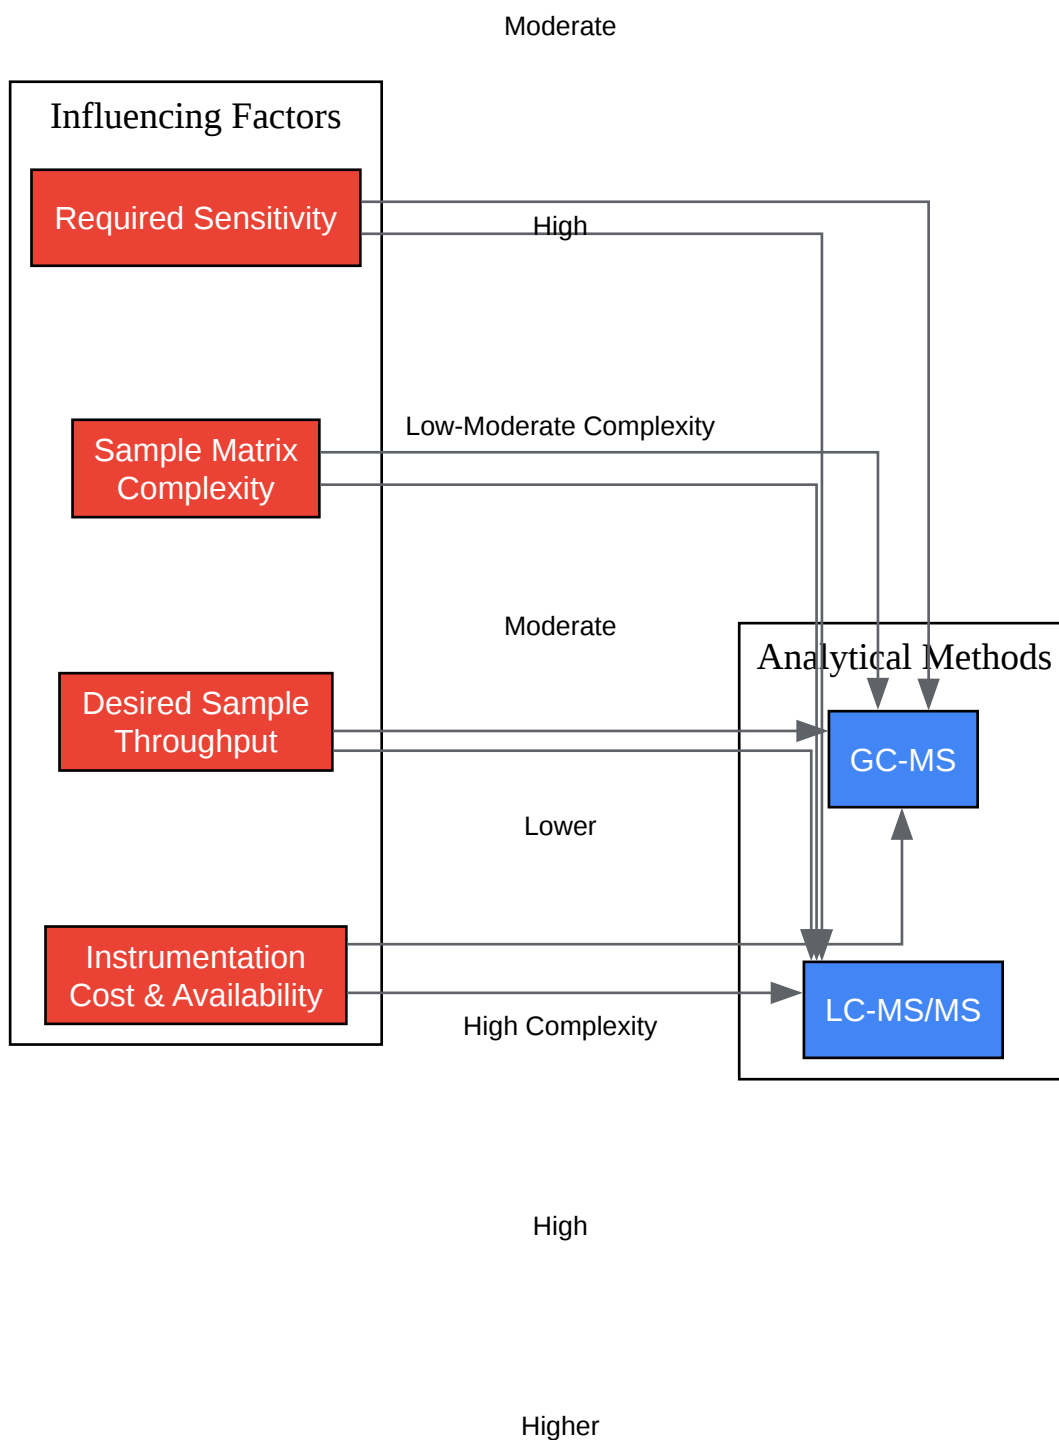 Moderate
Influencing Factors
Required Sensitivity
High
Low-Moderate Complexity
Sample Matrix
Complexity
Moderate
Analytical Methods
Desired Sample
Throughput
GC-MS
Lower
Instrumentation
Cost & Availability
LC-MS/MS
High Complexity
High
Higher